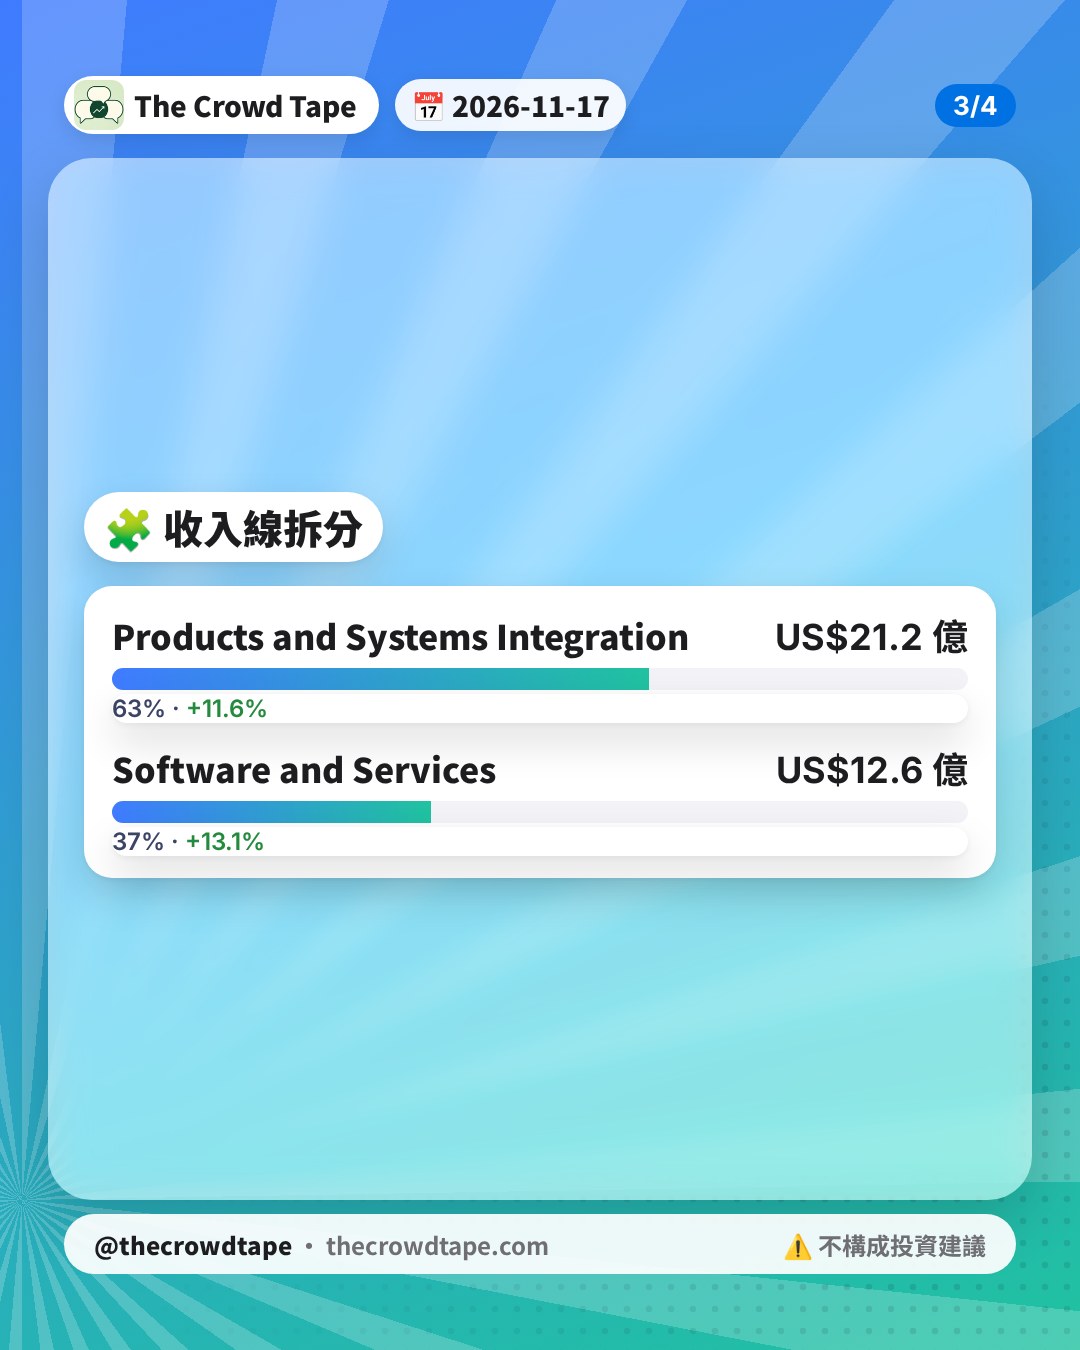 The Crowd Tape
2026-11-17
3/4
收入線拆分
Products and Systems Integration US$21.2 億
63% · +11.6%
Software and Services US$12.6 億
37% · +13.1%
@thecrowdtape • thecrowdtape.com 不構成投資建議